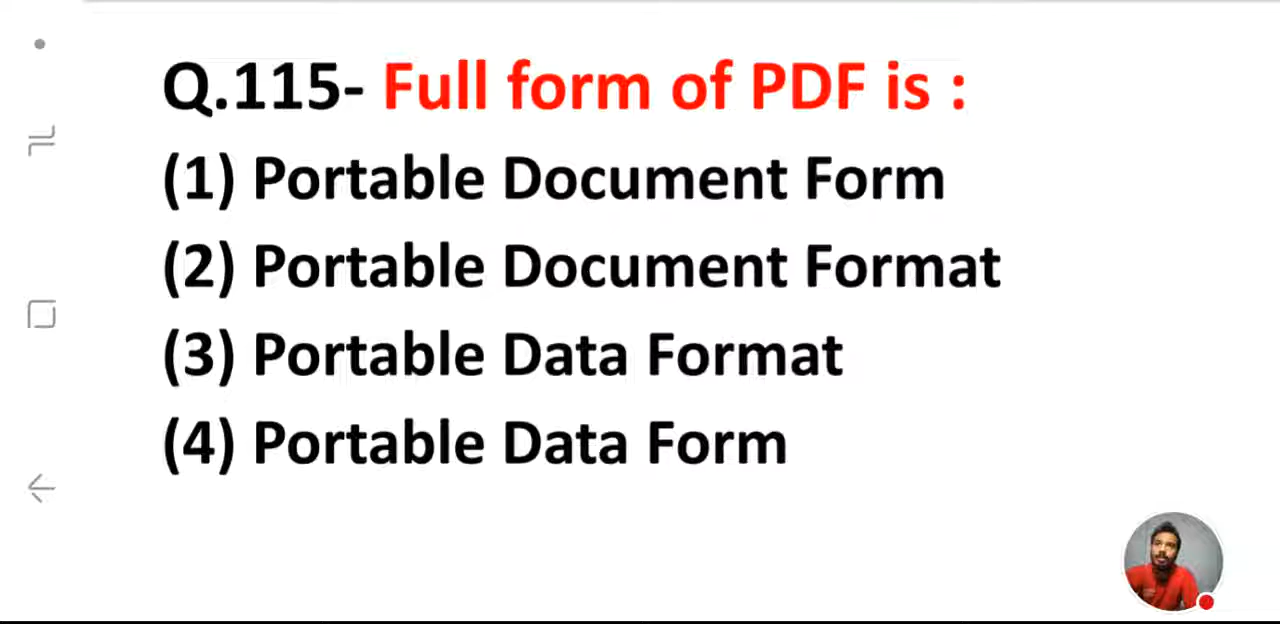 Q.115- Full form of PDF is :
(1) Portable Document Form
(2) Portable Document Format
(3) Portable Data Format
(4) Portable Data Form